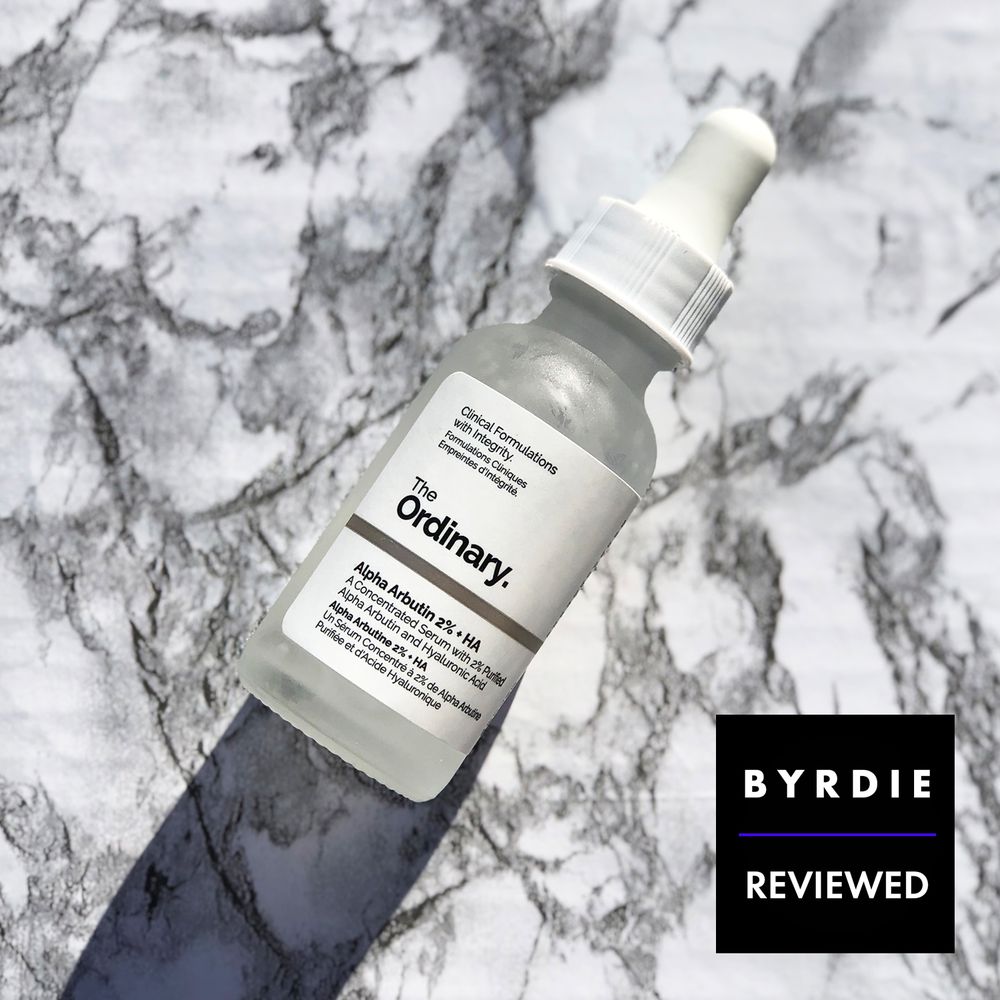 Clinical Formulations
with Integrity.
Formulations Cliniques
Empreintes d'intégrité.
The
Ordinary.
Alpha Arbutin 2% + HA
A Concentrated Serum with 2% Purified
Alpha Arbutin and Hyaluronic Acid
Alpha Arbutine 2% + HA
Un Sérum Concentré à 2% de Alpha Arbutine
Purifiée et d'Acide Hyaluronique
BYRDIE
REVIEWED